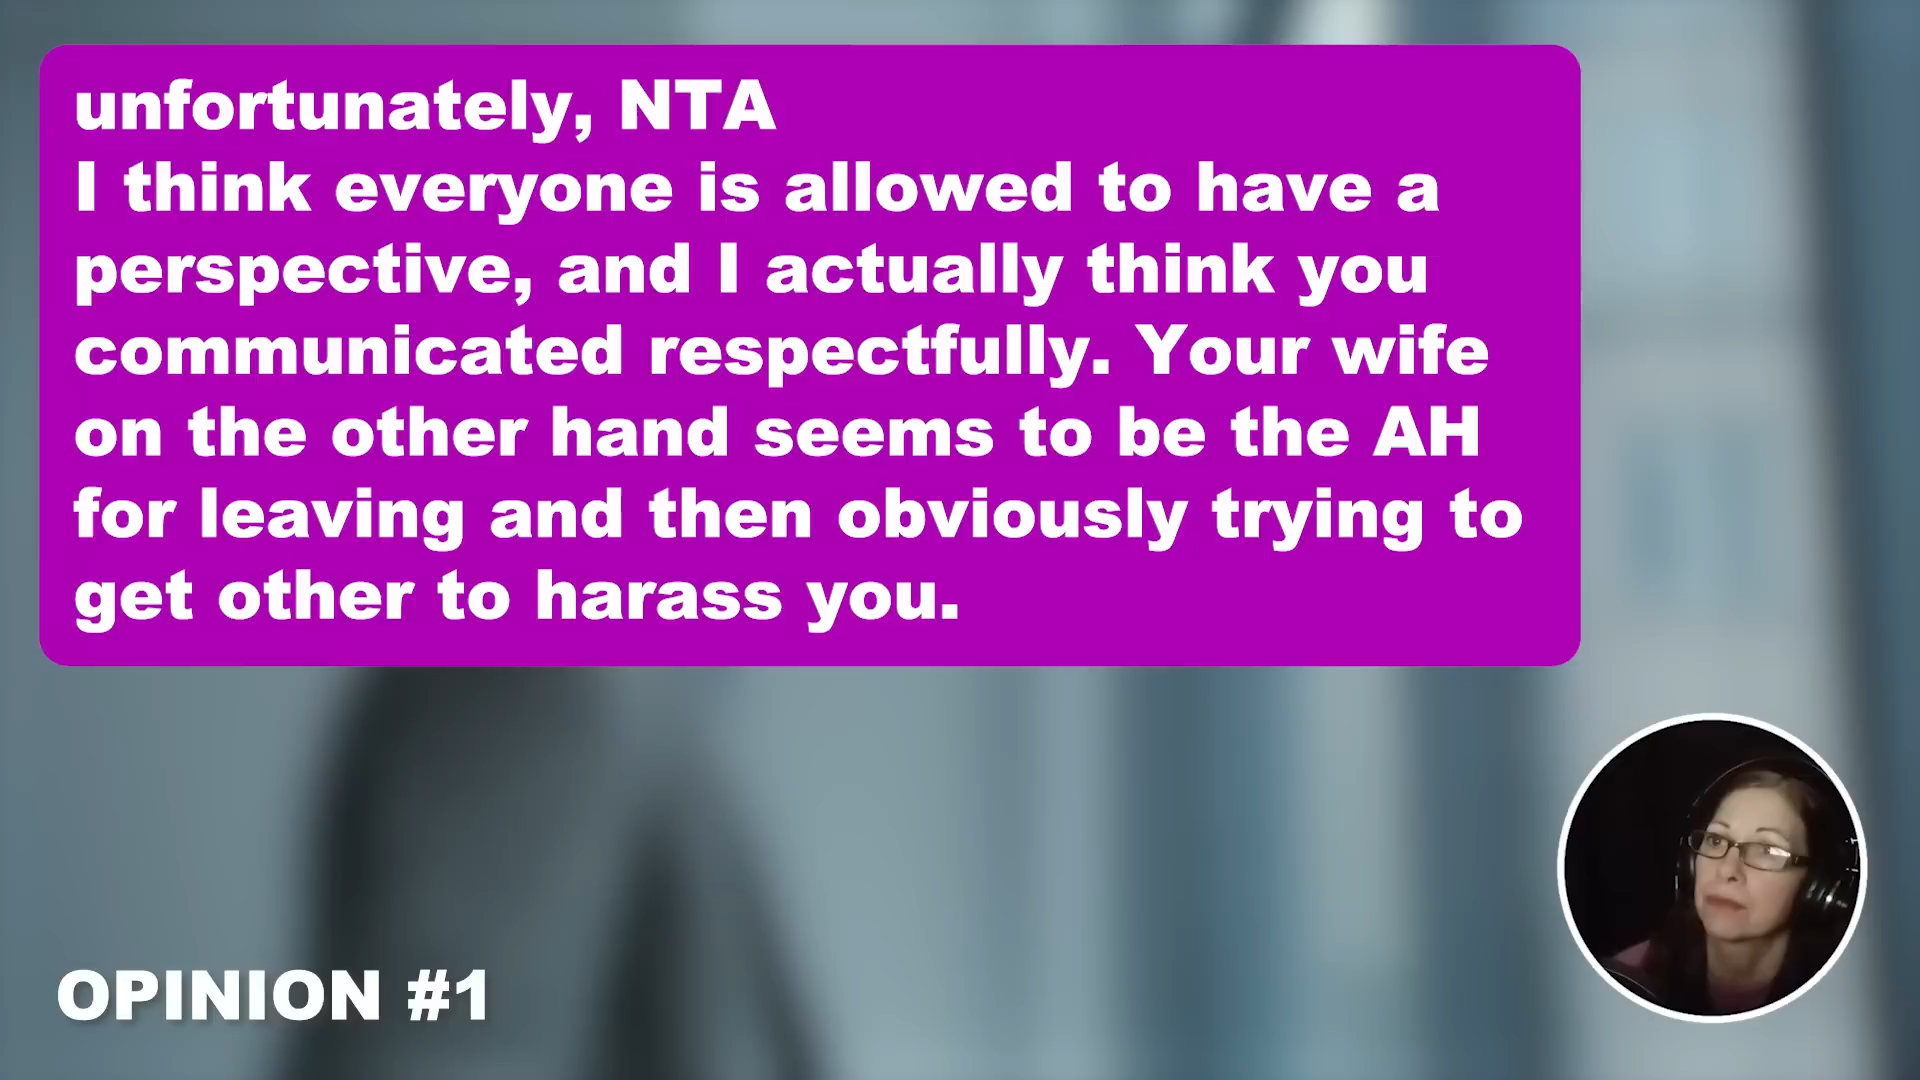 unfortunately, NTA
I think everyone is allowed to have a
perspective, and I actually think you
communicated respectfully. Your wife
on the other hand seems to be the AH
for leaving and then obviously trying to
get other to harass you.
OPINION #1